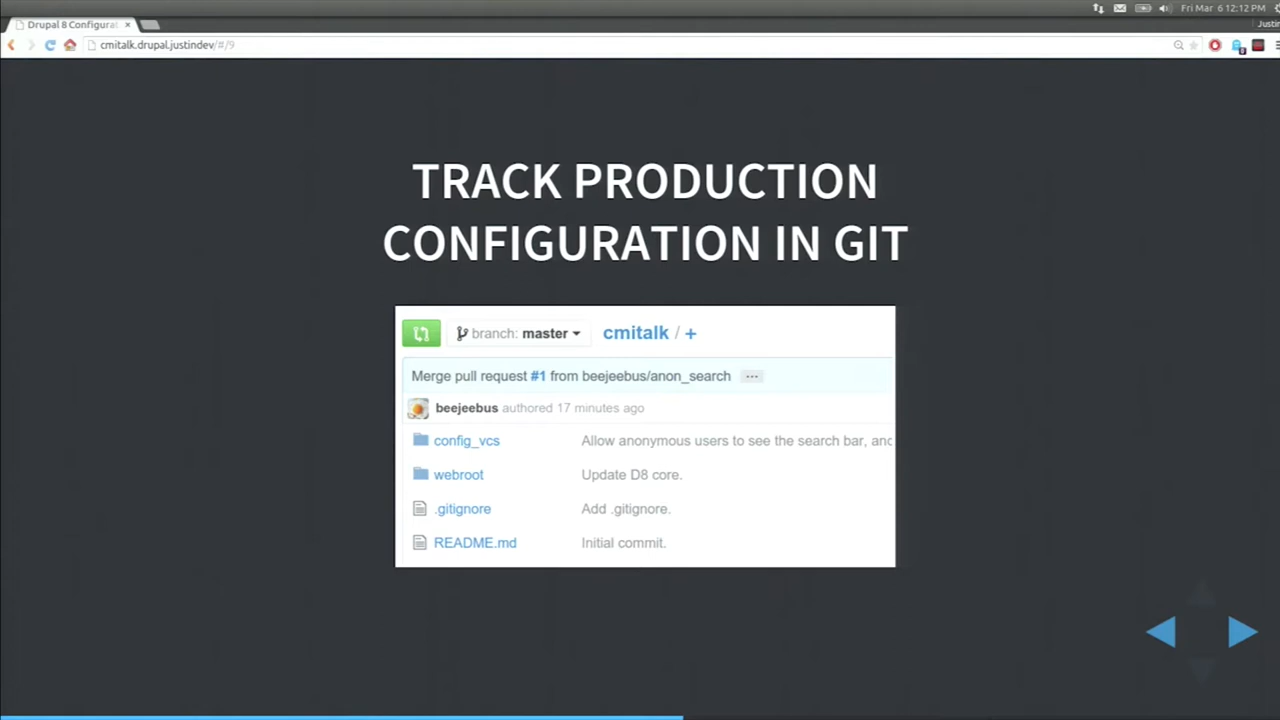 Fri Mar 6 12:12 PM
Drupal 8 Configurat
Justin
cmitalk.drupal.justindev/#/9
TRACK PRODUCTION
CONFIGURATION IN GIT
branch: master
cmitalk / +
Merge pull request #1 from beejeebus/anon_search ...
beejeebus authored 17 minutes ago
config_vcs Allow anonymous users to see the search bar, and
webroot Update D8 core.
.gitignore Add .gitignore.
README.md Initial commit.